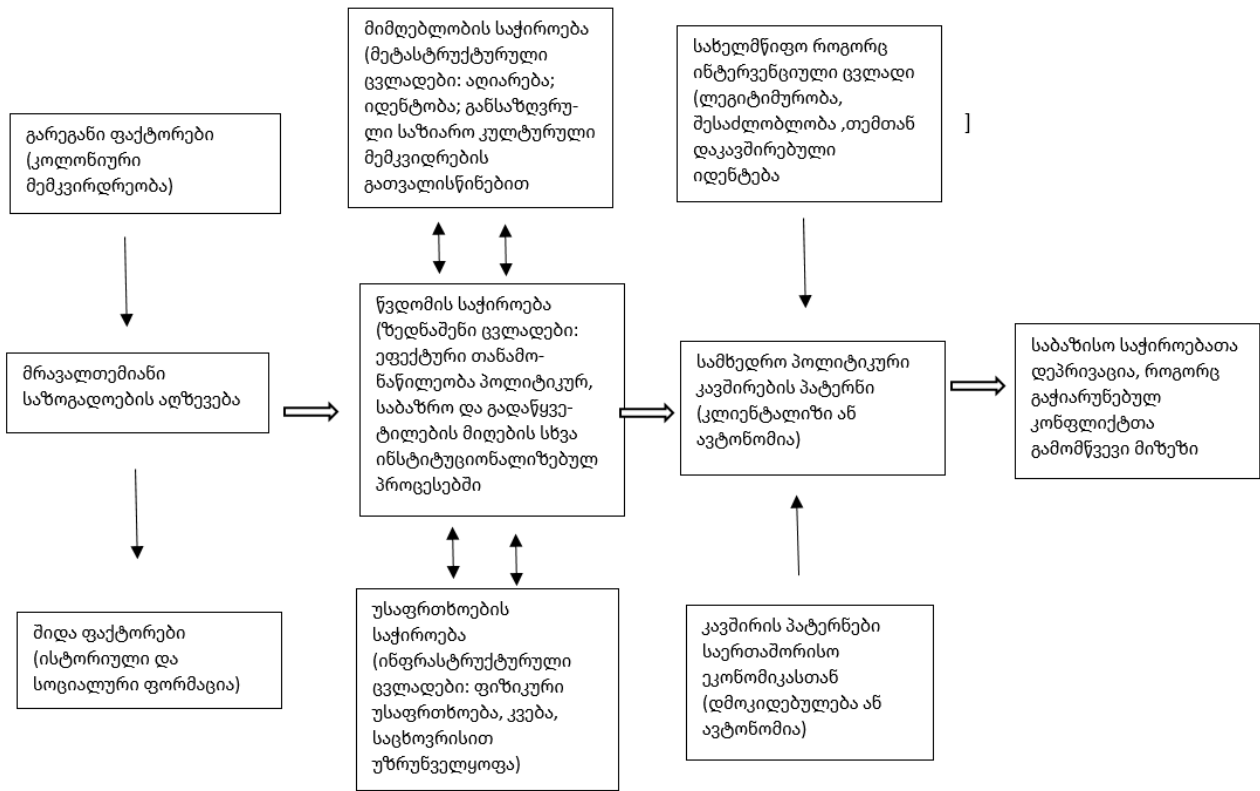 გარეგანი ფაქტორები
(კოლონიური
მემკვირდრეობა)
მრავალთემიანი
საზოგადოების აღზევება
შიდა ფაქტორები
(ისტორიული და
სოციალური ფორმაცია)
მიმღებლობის საჭიროება
(მეტასტრუქტურული
ცვლადები: აღიარება;
იდენტობა; განსაზღვრუ-
ლი საზიარო კულტურული
მემკვიდრების
გათვალისწინებით
წვდომის საჭიროება
(ზედნაშენი ცვლადები:
ეფექტური თანამო-
ნაწილეობა პოლიტიკურ,
საბაზრო და გადაწყვე-
ტილების მიღების სხვა
ინსტიტუციონალიზებულ
პროცესებში
უსაფრთხოების
საჭიროება
(ინფრასტრუქტურული
ცვლადები: ფიზიკური
უსაფრთხოება, კვება,
საცხოვრისით
უზრუნველყოფა)
სახელმწიფო როგორც
ინტერვენციული ცვლადი
(ლეგიტიმურობა,
შესაძლობლობა ,თემთან
დაკავშირებული
იდენტება
]
სამხედრო პოლიტიკური
კავშირების პატერნი
(კლიენტალიზი ან
ავტონომია)
კავშირის პატერნები
საერთაშორისო
ეკონომიკასთან
(დმოკიდებულება ან
ავტონომია)
საბაზისო საჭიროებათა
დეპრივაცია, როგორც
გაჭიარუნებულ
კონფლიქტთა
გამომწვევი მიზეზი